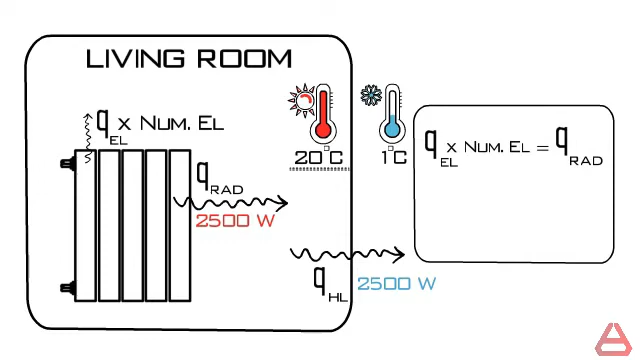 LIVING ROOM
q EL x Num. El
q RAD
2500 W
20°C
1°C
q HL
2500 W
q EL x Num. El = q RAD